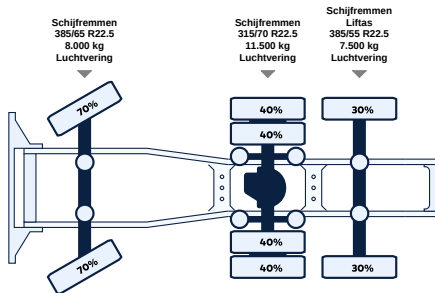 Schijfremmen
385/65 R22.5
8.000 kg
Luchtvering
Schijfremmen
315/70 R22.5
11.500 kg
Luchtvering
Schijfremmen
Liftas
385/55 R22.5
7.500 kg
Luchtvering
70%
40%
30%
40%
40%
70%
40%
30%